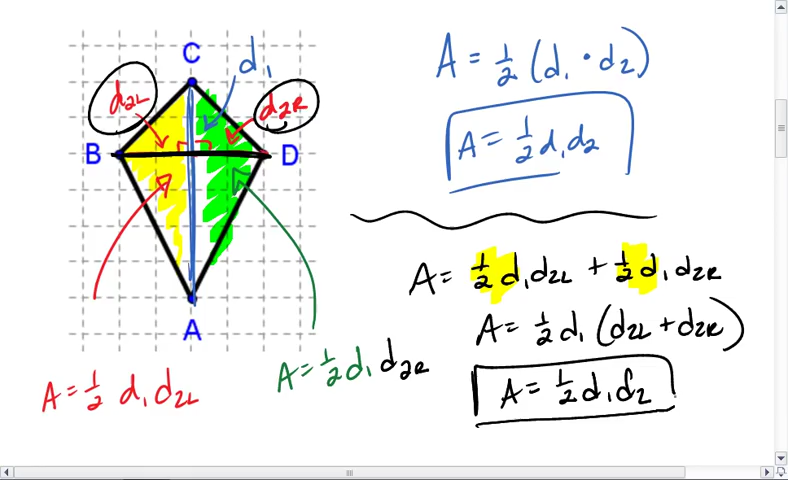 C
d₁
d₂L
d₂R
B
D
A
A = ½ d₁ d₂L
A = ½ d₁ d₂R
A = ½ (d₁ · d₂)
A = ½ d₁ d₂
A = ½ d₁ d₂L + ½ d₁ d₂R
A = ½ d₁ (d₂L + d₂R)
A = ½ d₁ d₂